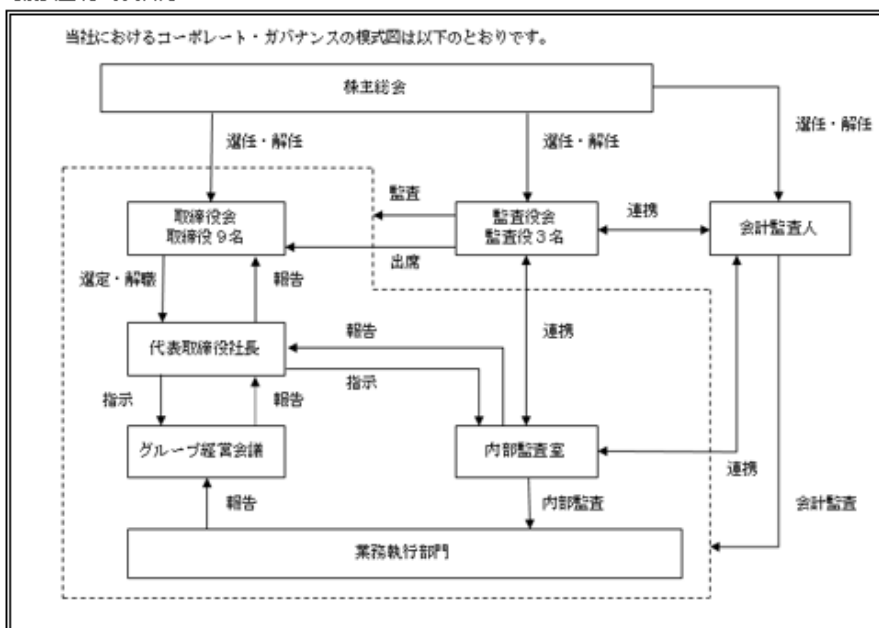 当社におけるコーポレート・ガバナンスの模式図は以下のとおりです。
株主総会
選任・解任
選任・解任
選任・解任
監査
取締役会
取締役９名
監査役会
監査役３名
連携
会計監査人
出席
選定・解職
報告
報告
連携
代表取締役社長
指示
指示
報告
グループ経営会議
内部監査室
連携
報告
内部監査
会計監査
業務執行部門